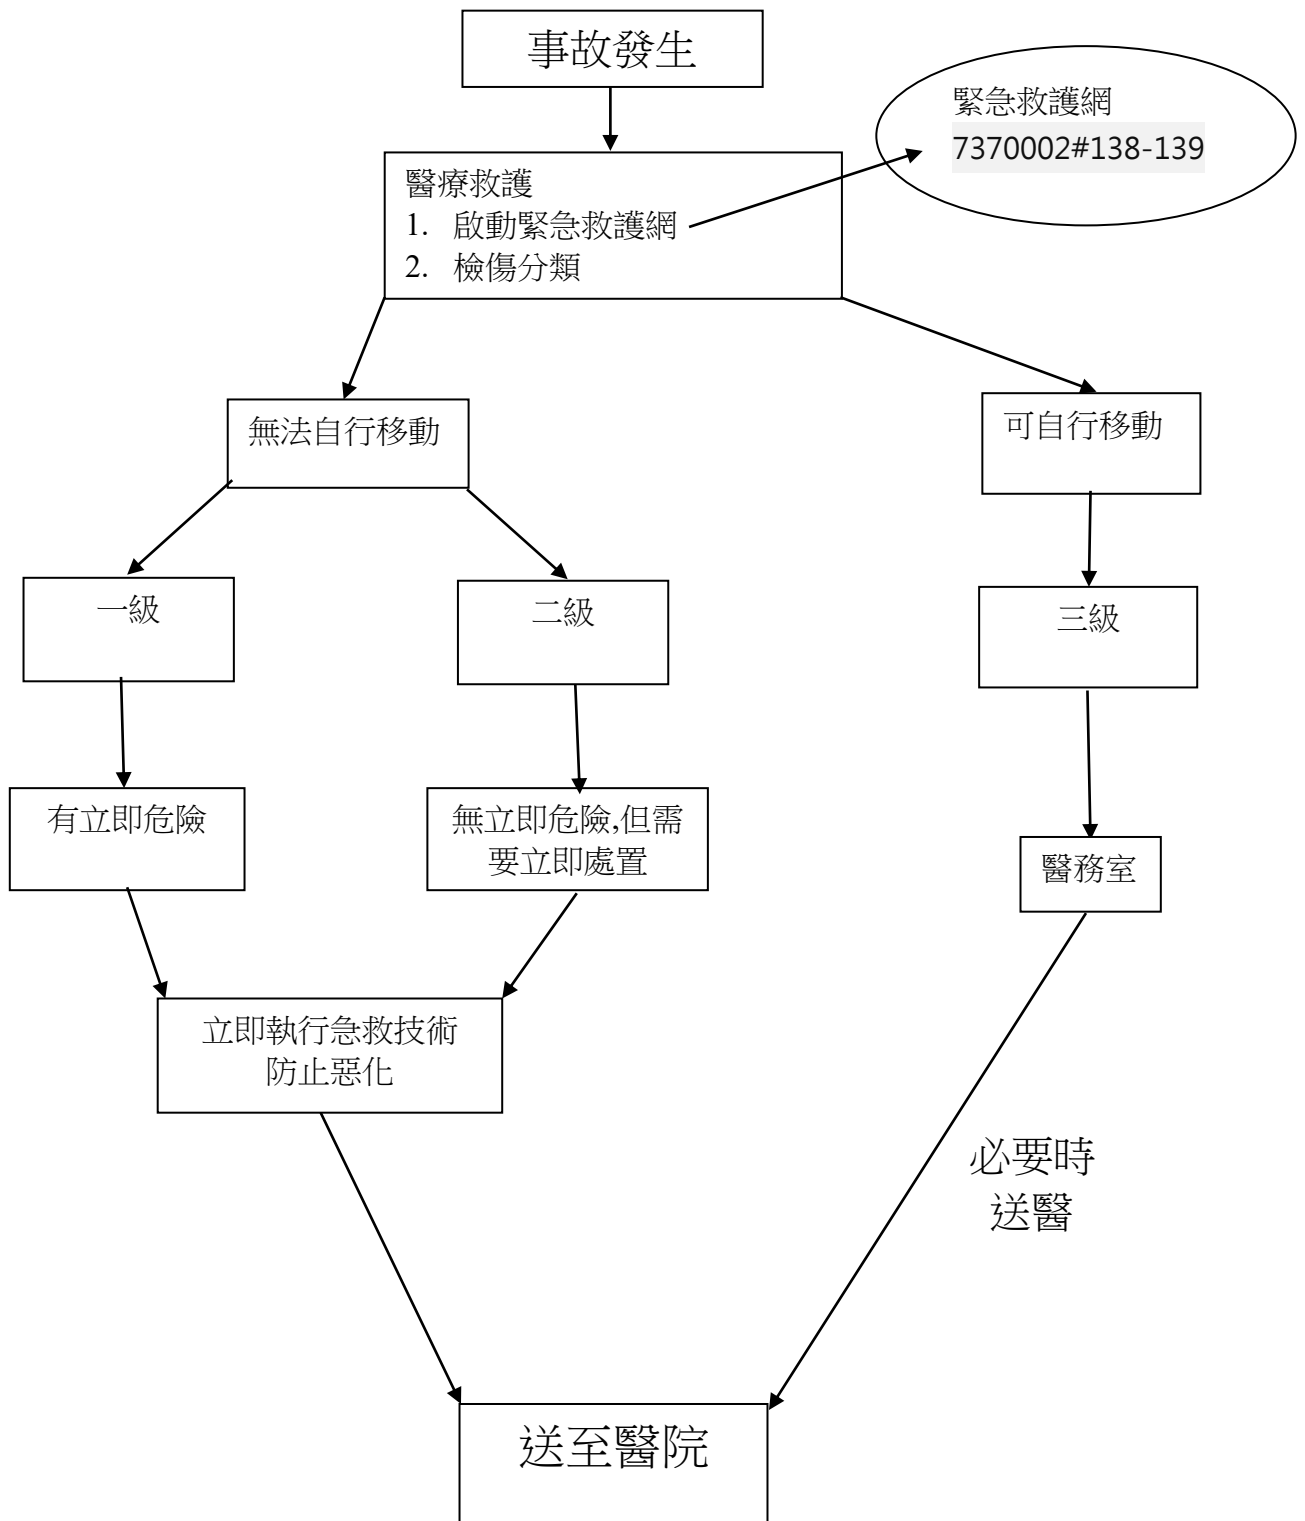 事故發生
緊急救護網
7370002#138-139
醫療救護
1. 啟動緊急救護網
2. 檢傷分類
無法自行移動
可自行移動
一級
二級
三級
有立即危險
無立即危險,但需
要立即處置
醫務室
立即執行急救技術
防止惡化
必要時
送醫
送至醫院